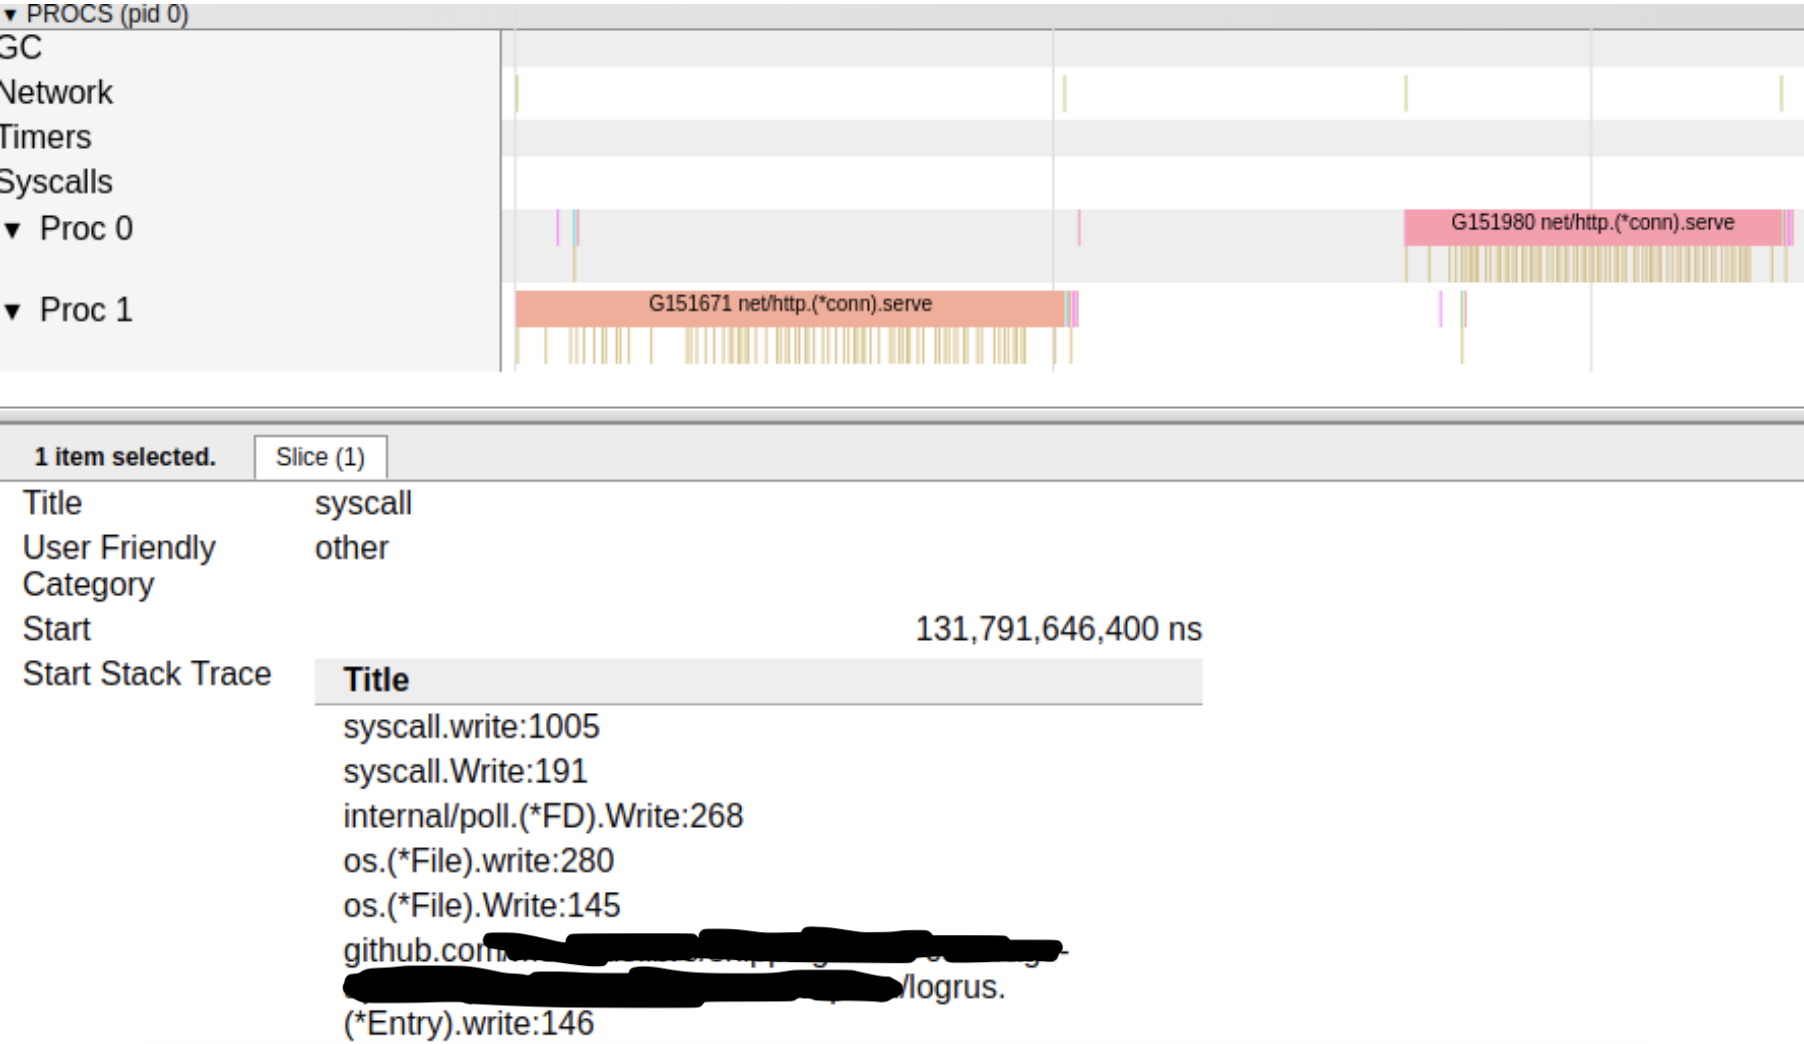 ▼ PROCS (pid 0)
GC
Network
Timers
Syscalls
▼ Proc 0
G151980 net/http.(*conn).serve
▼ Proc 1
G151671 net/http.(*conn).serve
1 item selected. Slice (1)
Title syscall
User Friendly other
Category
Start 131,791,646,400 ns
Start Stack Trace Title
syscall.write:1005
syscall.Write:191
internal/poll.(*FD).Write:268
os.(*File).write:280
os.(*File).Write:145
github.com/
/logrus.
(*Entry).write:146